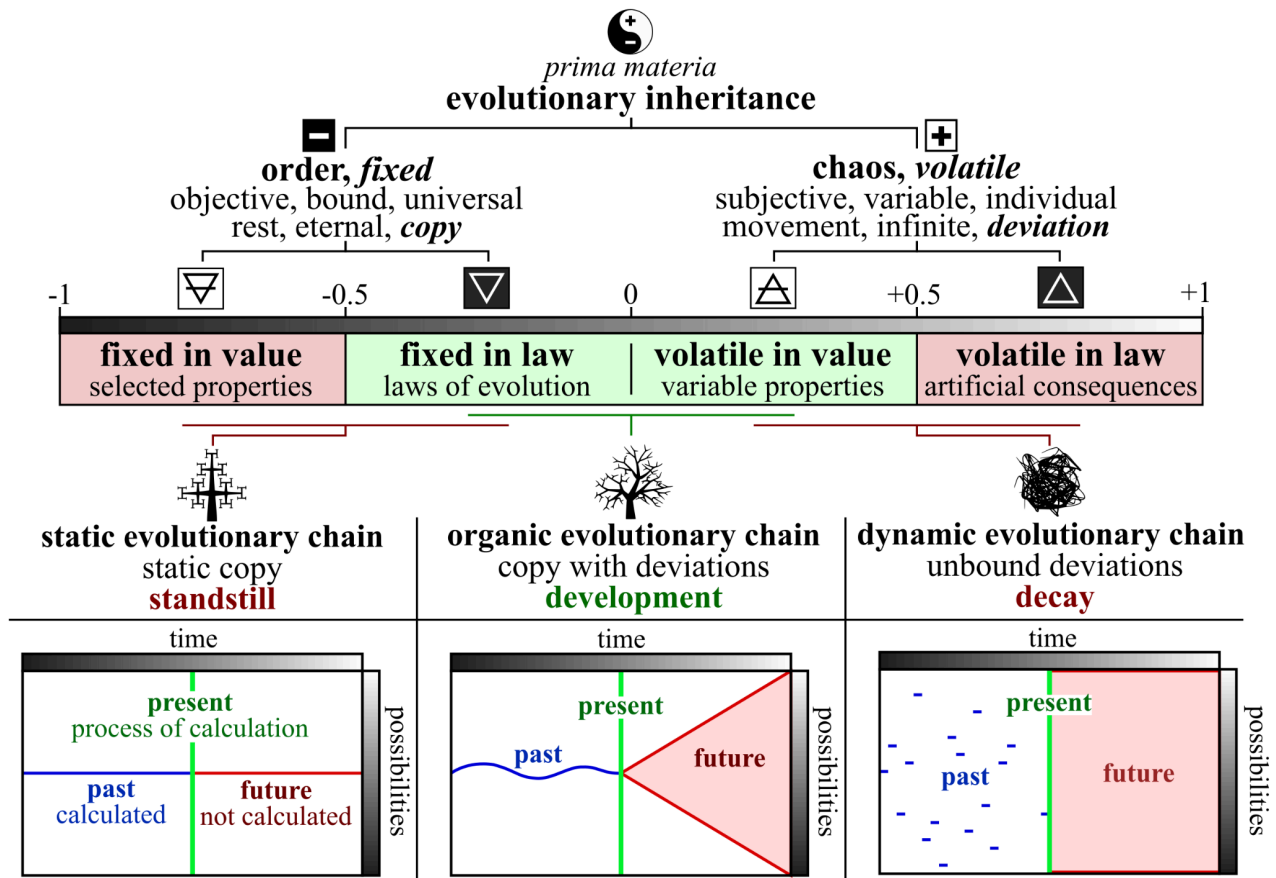 +
−
prima materia
evolutionary inheritance
−
order, fixed
objective, bound, universal
rest, eternal, copy
+
chaos, volatile
subjective, variable, individual
movement, infinite, deviation
-1
-0.5
0
+0.5
+1
fixed in value
selected properties
fixed in law
laws of evolution
volatile in value
variable properties
volatile in law
artificial consequences
static evolutionary chain
static copy
standstill
organic evolutionary chain
copy with deviations
development
dynamic evolutionary chain
unbound deviations
decay
time
present
process of calculation
past
calculated
future
not calculated
possibilities
time
present
past
future
possibilities
time
present
past
future
possibilities